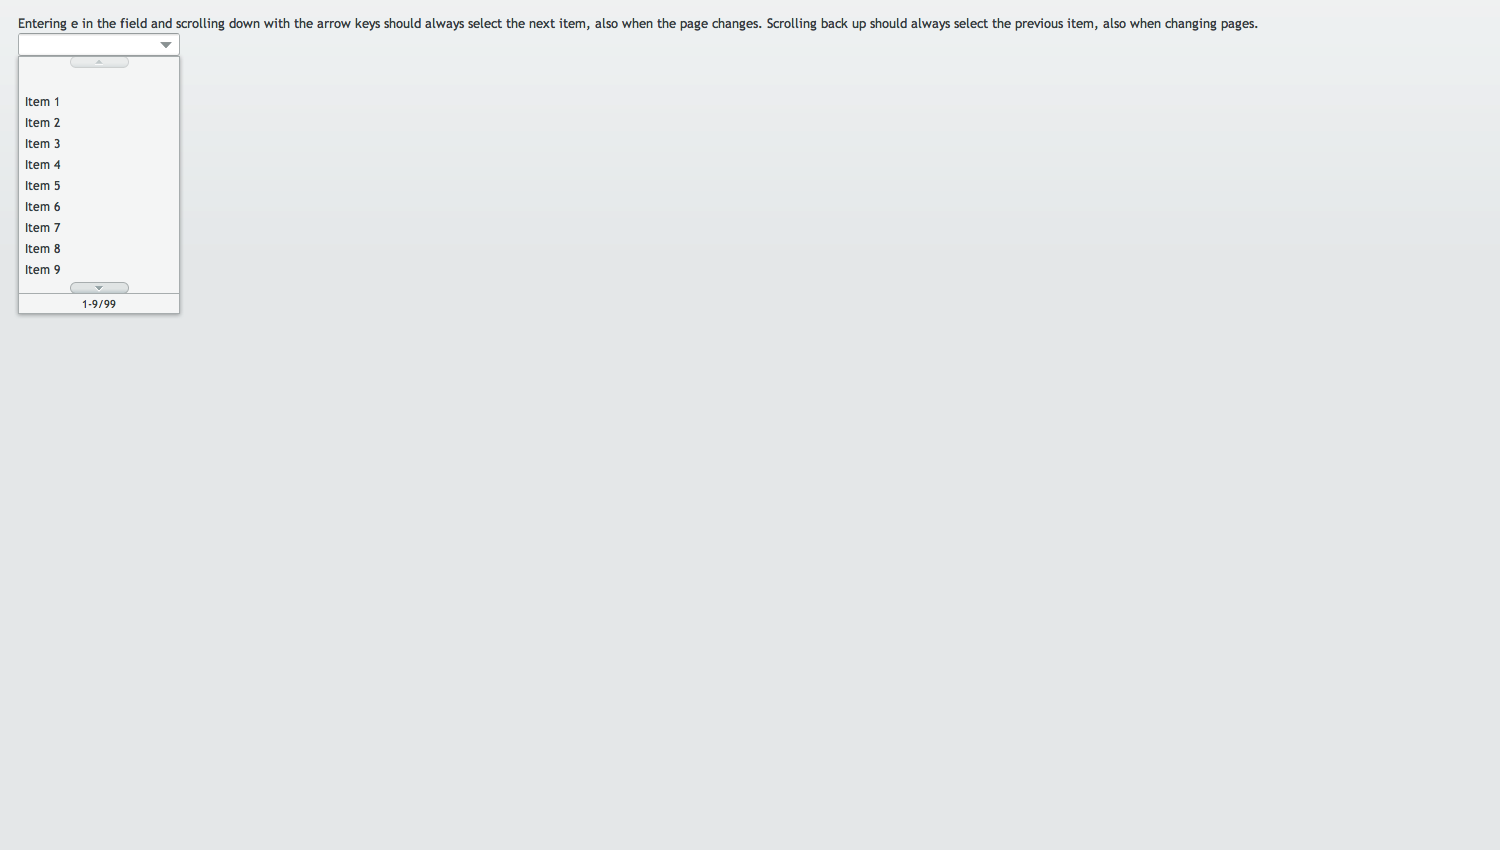 Entering e in the field and scrolling down with the arrow keys should always select the next item, also when the page changes. Scrolling back up should always select the previous item, also when changing pages.
Item 1
Item 2
Item 3
Item 4
Item 5
Item 6
Item 7
Item 8
Item 9
1-9/99